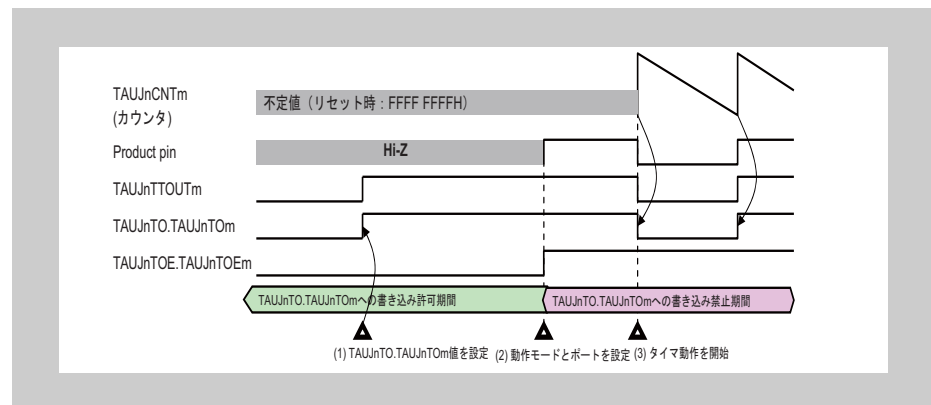 TAUJnCNTm
(カウンタ)
不定値（リセット時：FFFF FFFFH）
Product pin
Hi-Z
TAUJnTTOUTm
TAUJnTO.TAUJnTOm
TAUJnTOE.TAUJnTOEm
TAUJnTO.TAUJnTOmへの書き込み許可期間
TAUJnTO.TAUJnTOmへの書き込み禁止期間
(1) TAUJnTO.TAUJnTOm値を設定
(2) 動作モードとポートを設定
(3) タイマ動作を開始